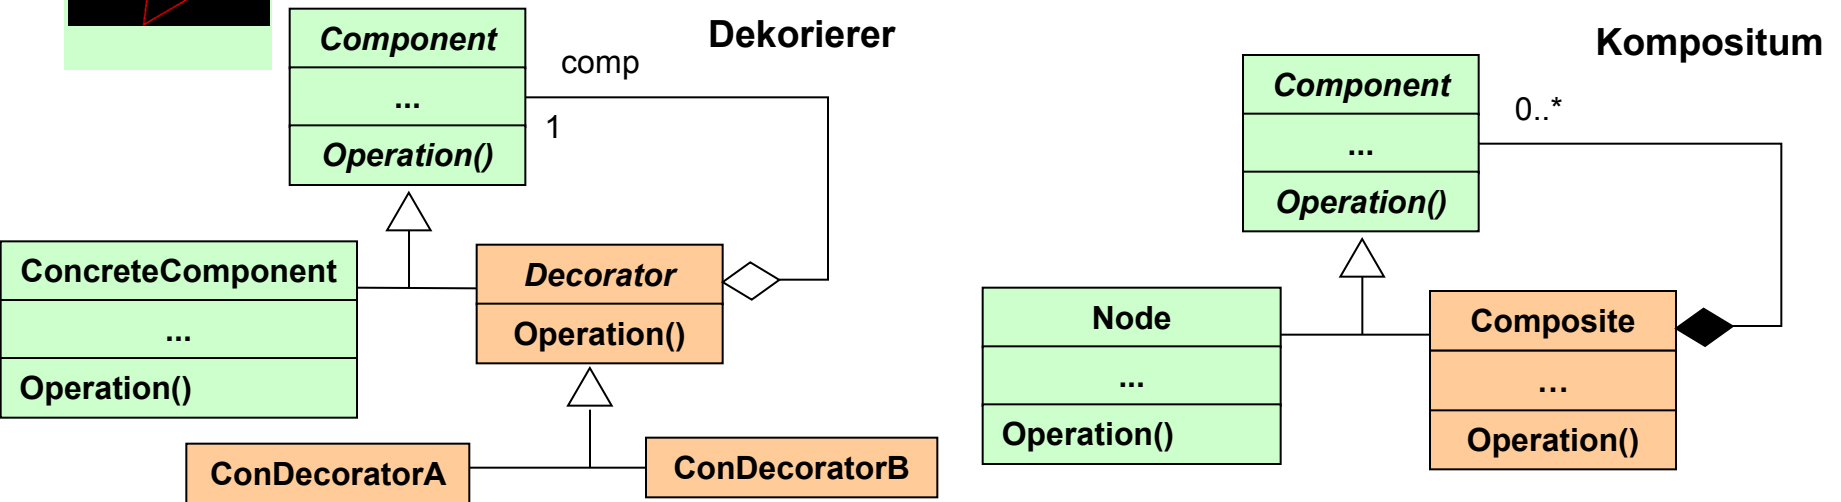 Dekorierer
Component
...
Operation()
comp
1
ConcreteComponent
...
Operation()
Decorator
Operation()
ConDecoratorA
ConDecoratorB
Kompositum
Component
...
Operation()
0..*
Node
...
Operation()
Composite
...
Operation()